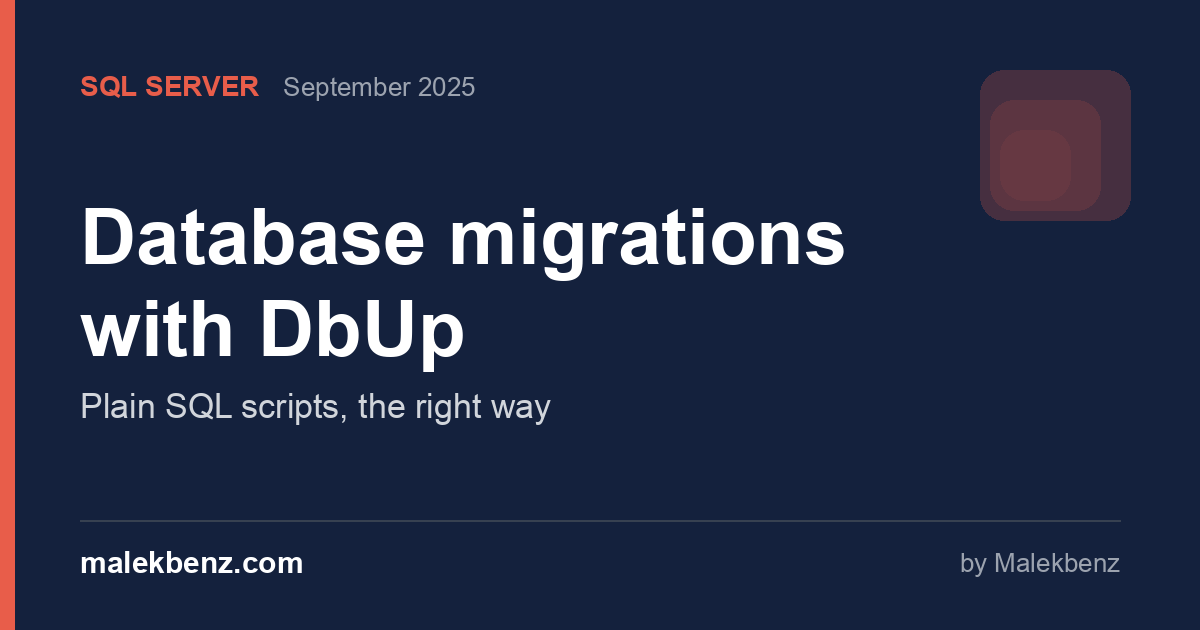 SQL SERVER September 2025
Database migrations
with DbUp
Plain SQL scripts, the right way
malekbenz.com
by Malekbenz